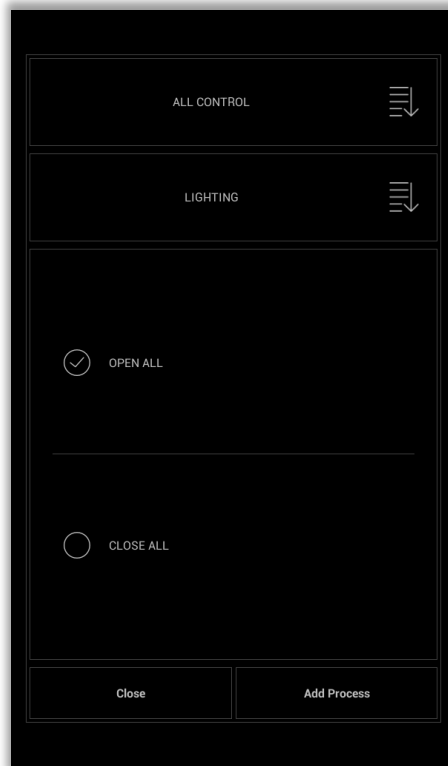 ALL CONTROL
LIGHTING
OPEN ALL
CLOSE ALL
Close
Add Process